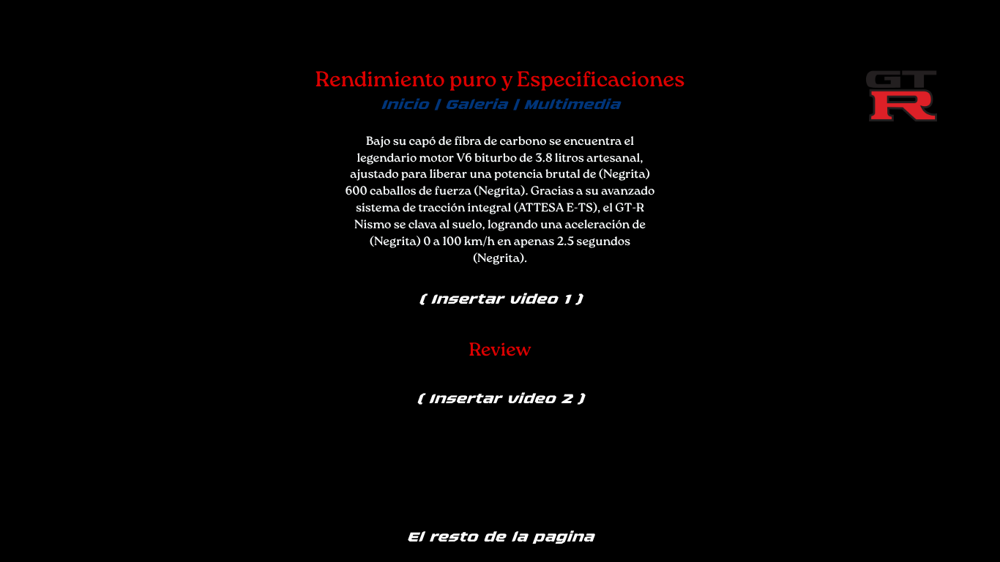 Rendimiento puro y Especificaciones
Inicio | Galeria | Multimedia
GT
R
Bajo su capó de fibra de carbono se encuentra el
legendario motor V6 biturbo de 3.8 litros artesanal,
ajustado para liberar una potencia brutal de (Negrita)
600 caballos de fuerza (Negrita). Gracias a su avanzado
sistema de tracción integral (ATTESA E-TS), el GT-R
Nismo se clava al suelo, logrando una aceleración de
(Negrita) 0 a 100 km/h en apenas 2.5 segundos
(Negrita).
( Insertar video 1 )
Review
( Insertar video 2 )
El resto de la pagina